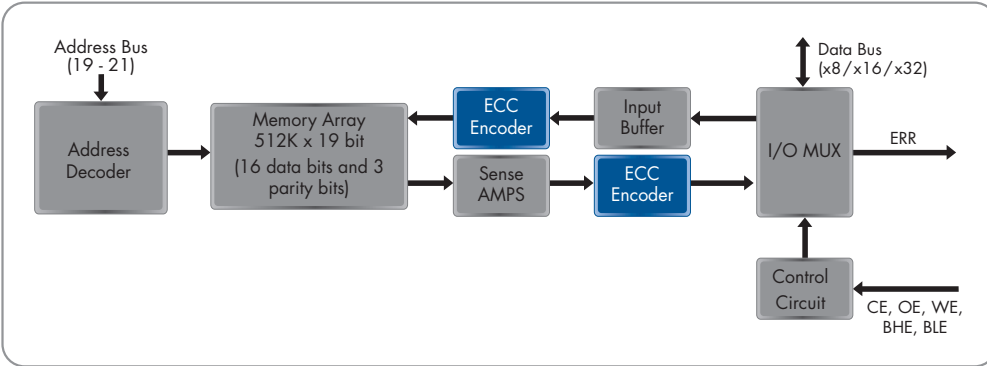 Address Bus
(19 - 21)
Address
Decoder
Memory Array
512K x 19 bit
(16 data bits and 3
parity bits)
ECC
Encoder
Input
Buffer
Sense
AMPS
ECC
Encoder
Data Bus
(x8/x16/x32)
I/O MUX
ERR
Control
Circuit
CE, OE, WE,
BHE, BLE